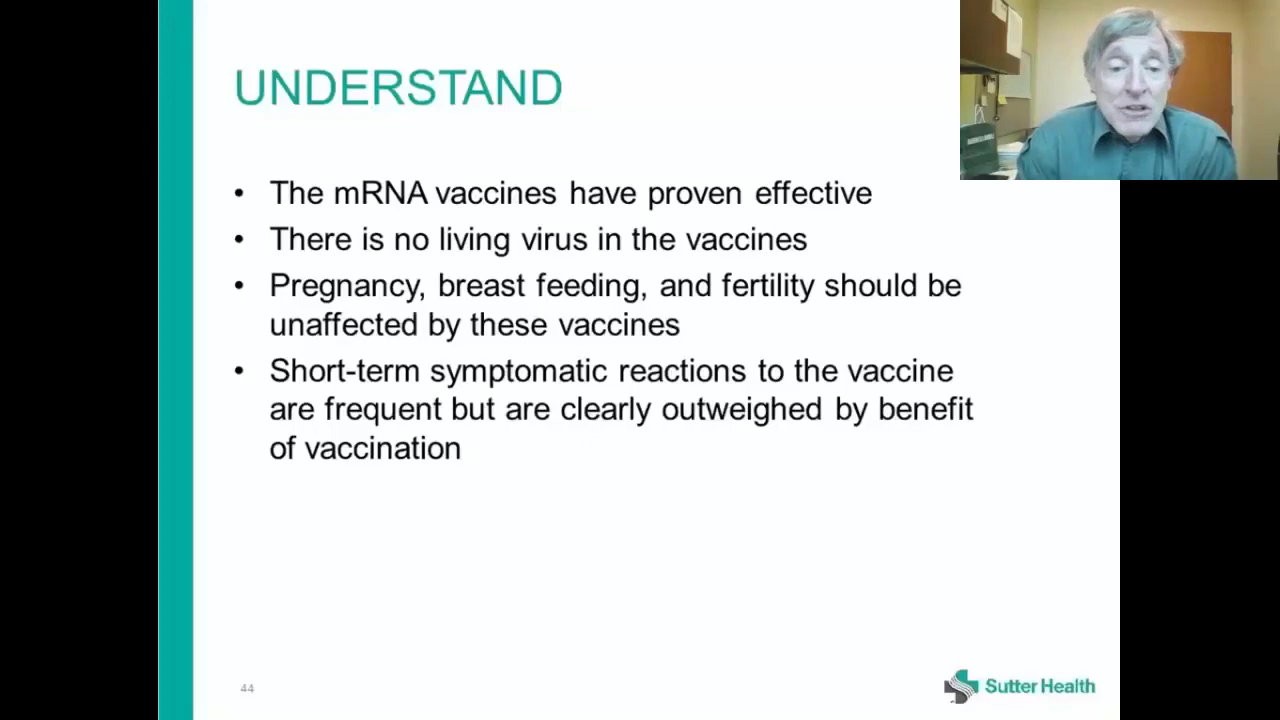 UNDERSTAND
• The mRNA vaccines have proven effective
• There is no living virus in the vaccines
• Pregnancy, breast feeding, and fertility should be
unaffected by these vaccines
• Short-term symptomatic reactions to the vaccine
are frequent but are clearly outweighed by benefit
of vaccination
44
Sutter Health